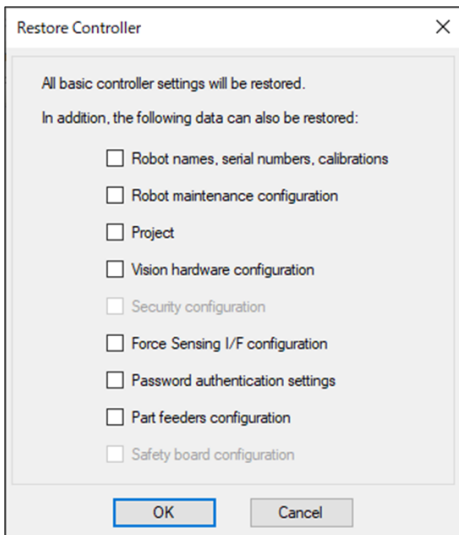 Restore Controller
All basic controller settings will be restored.
In addition, the following data can also be restored:
Robot names, serial numbers, calibrations
Robot maintenance configuration
Project
Vision hardware configuration
Security configuration
Force Sensing I/F configuration
Password authentication settings
Part feeders configuration
Safety board configuration
OK
Cancel